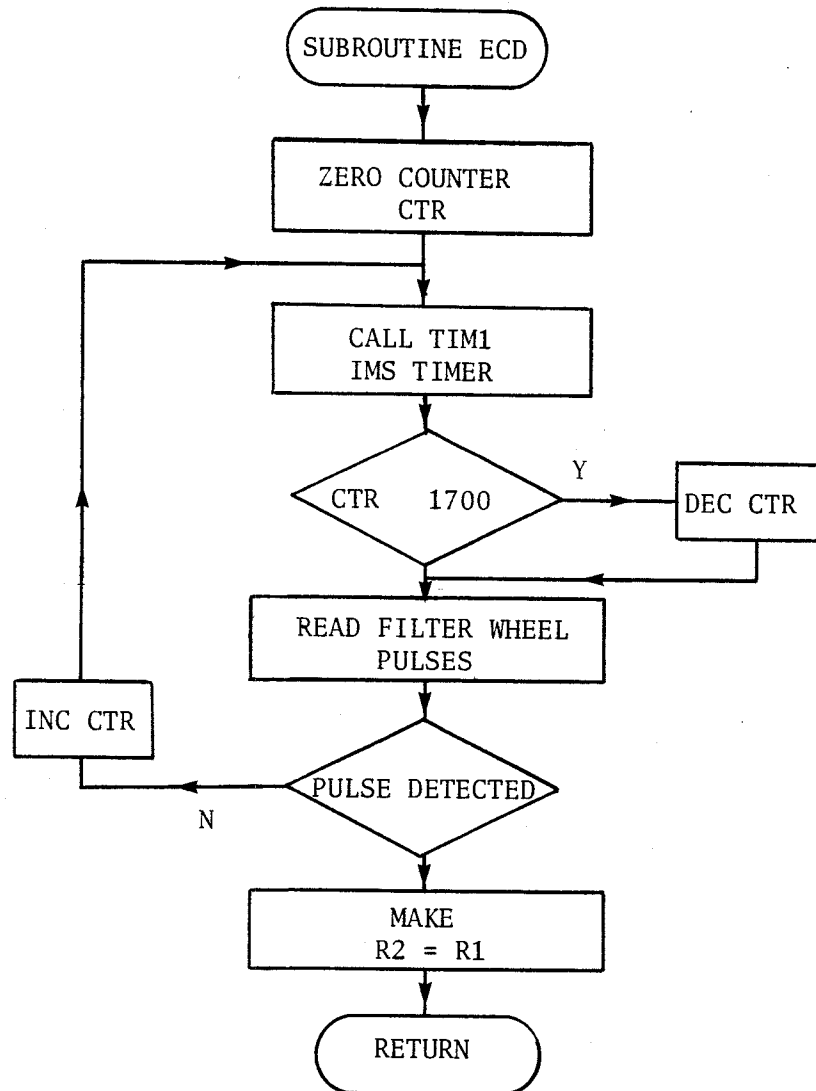 SUBROUTINE ECD
ZERO COUNTER
CTR
CALL TIM1
IMS TIMER
CTR 1700
Y
DEC CTR
READ FILTER WHEEL
PULSES
INC CTR
PULSE DETECTED
N
MAKE
R2 = R1
RETURN